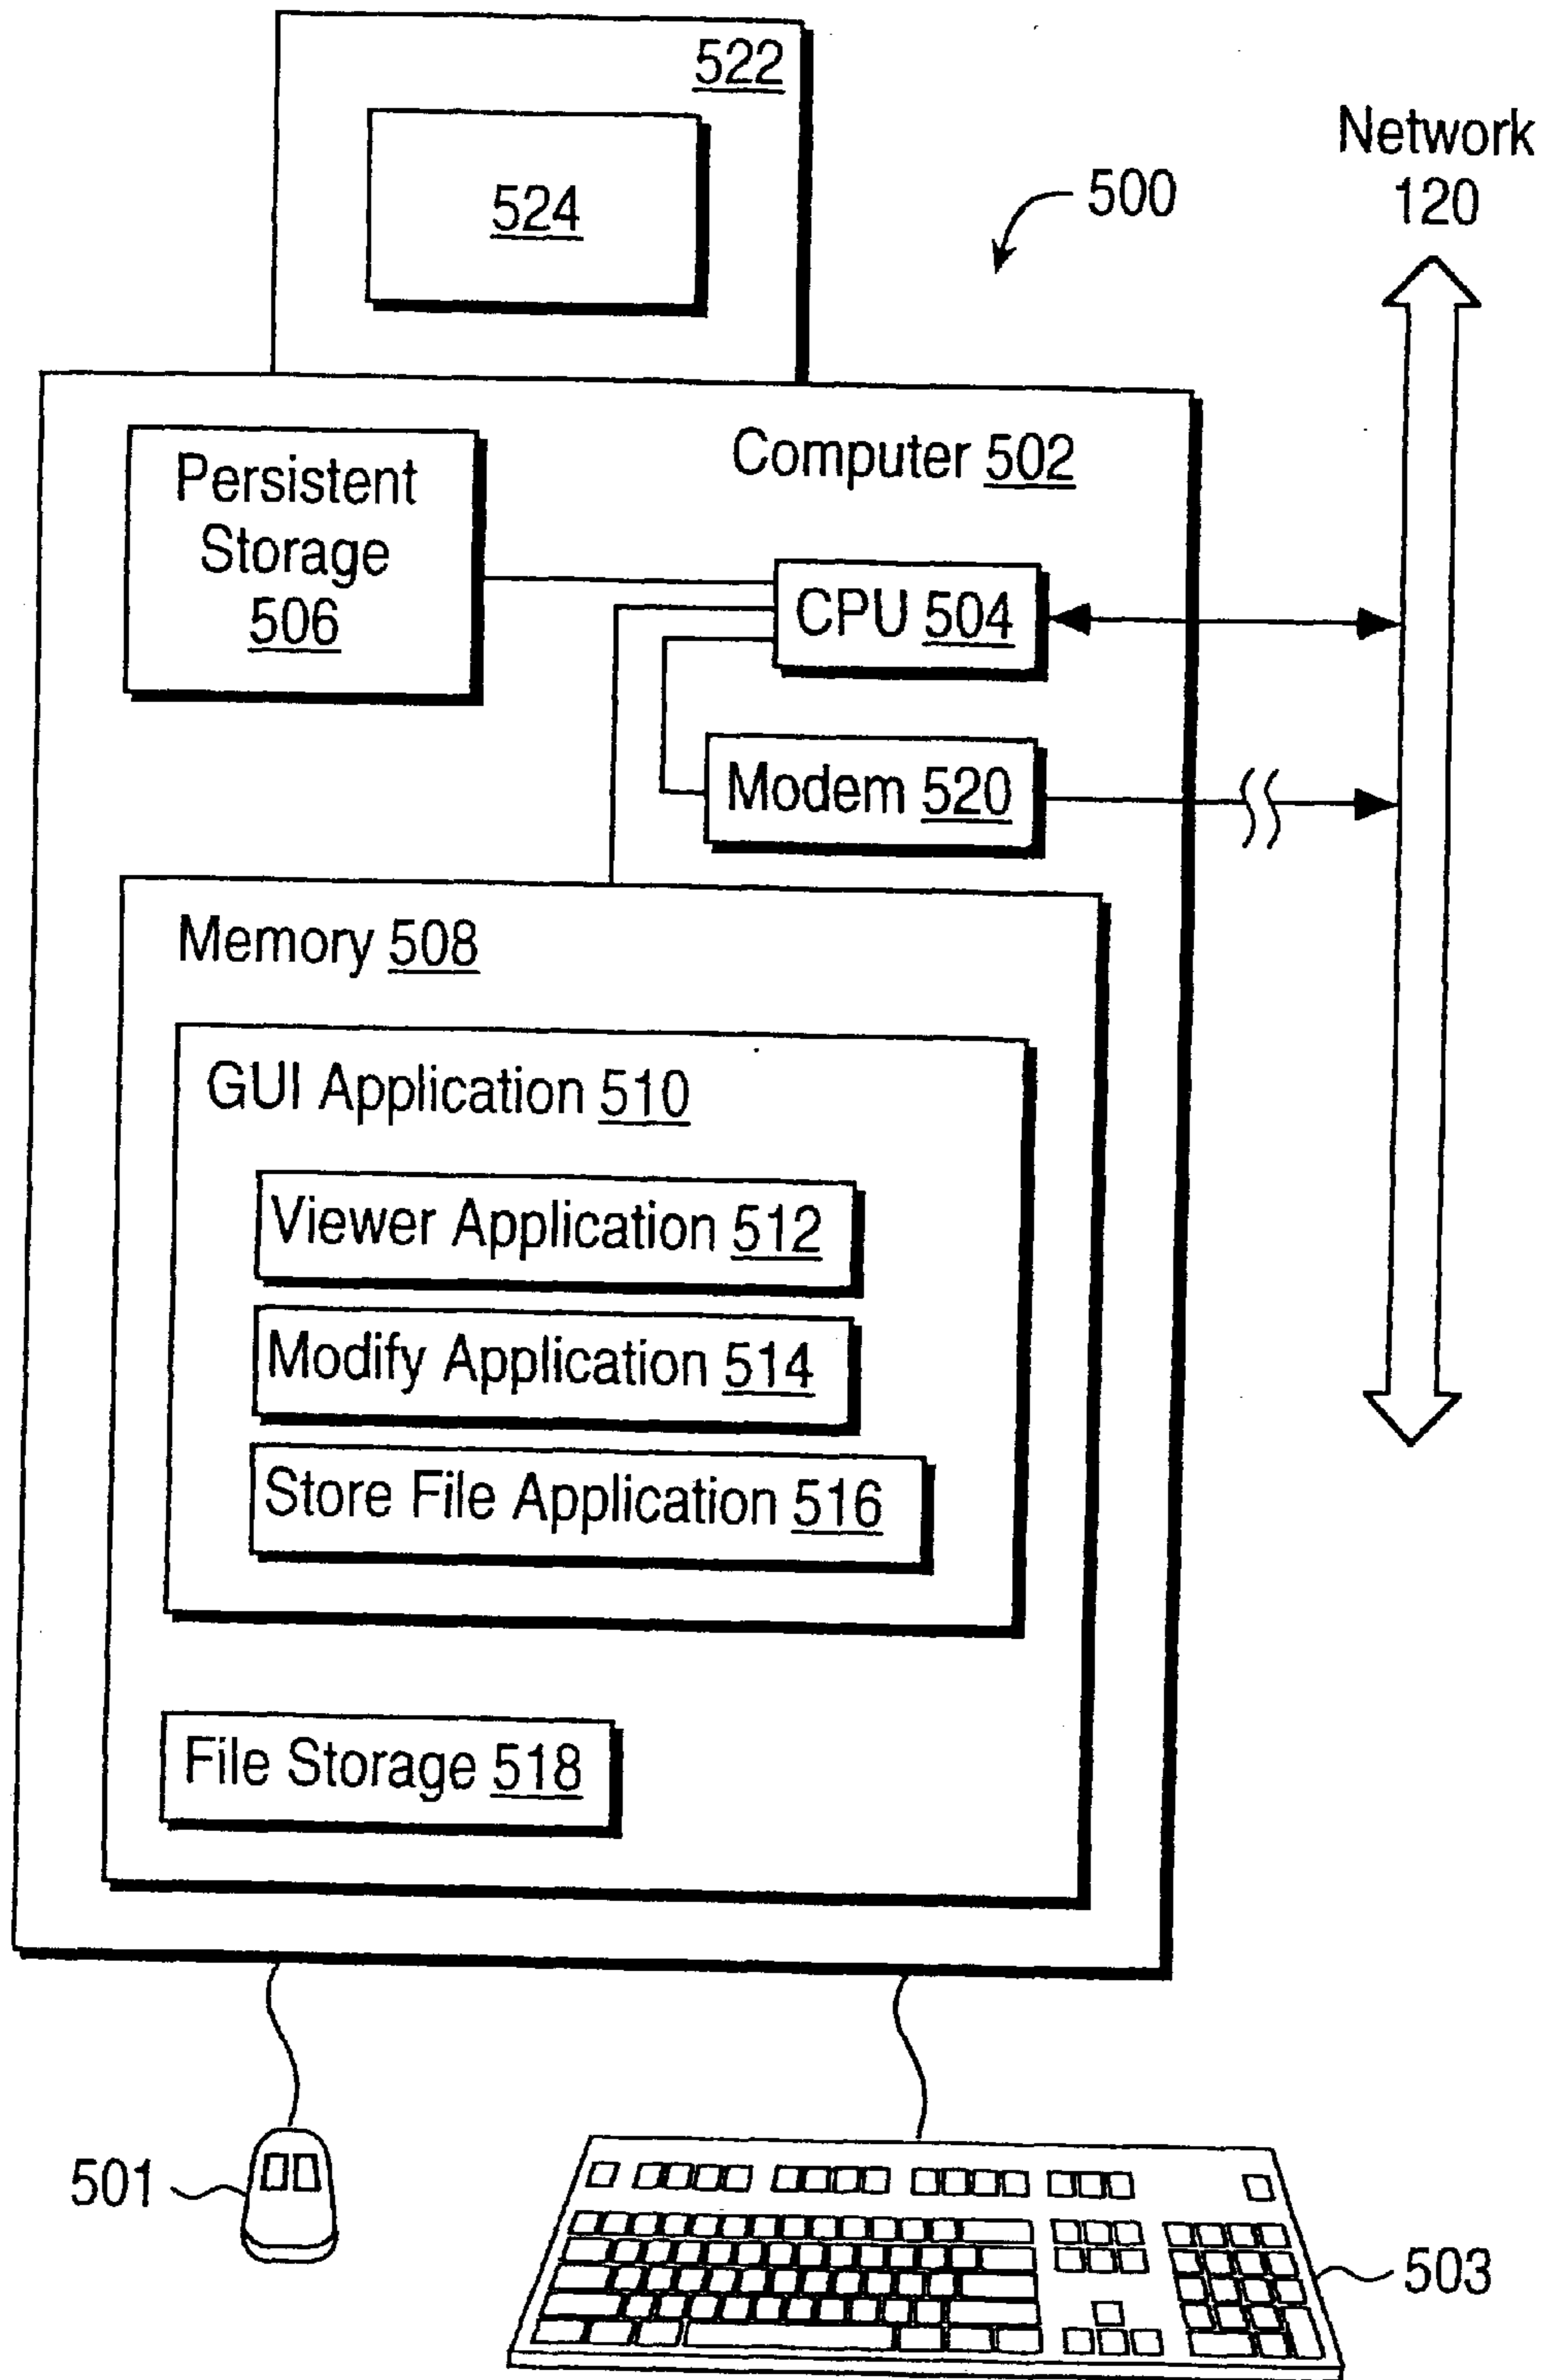 522
524
500
Network
120
Computer 502
Persistent
Storage
506
CPU 504
Modem 520
Memory 508
GUI Application 510
Viewer Application 512
Modify Application 514
Store File Application 516
File Storage 518
501
503